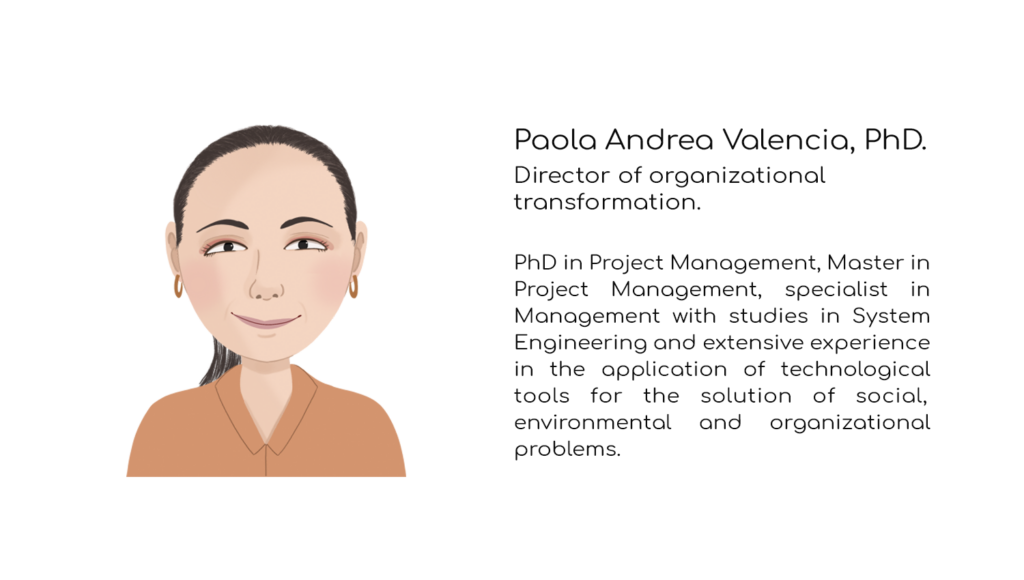 Paola Andrea Valencia, PhD.
Director of organizational
transformation.
PhD in Project Management, Master in
Project Management, specialist in
Management with studies in System
Engineering and extensive experience
in the application of technological
tools for the solution of social,
environmental and organizational
problems.